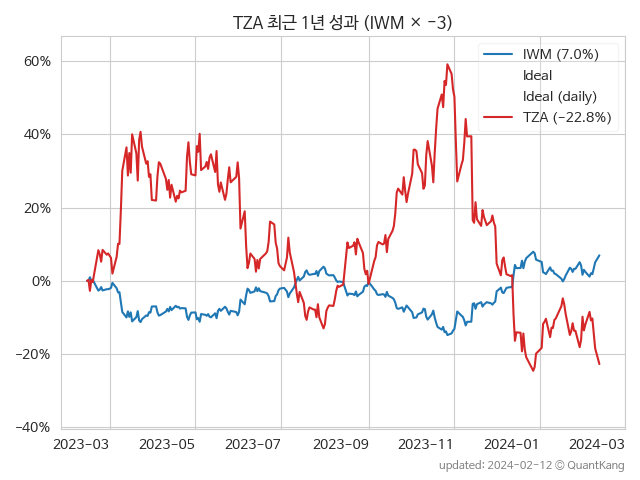 TZA 최근 1년 성과 (IWM × −3)
IWM (7.0%)
Ideal
Ideal (daily)
TZA (−22.8%)
60%
40%
20%
0%
−20%
−40%
2023−03 2023−05 2023−07 2023−09 2023−11 2024−01 2024−03
updated: 2024−02−12 © QuantKang